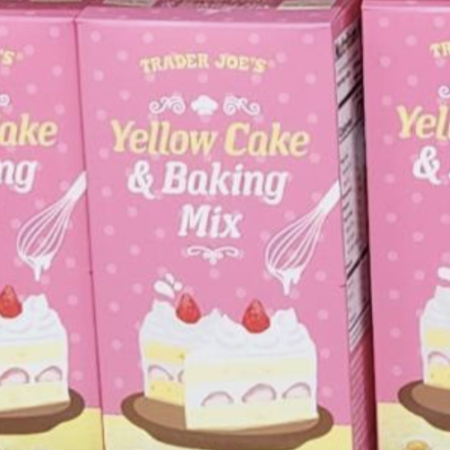 TRADER JOE'S
Yellow Cake
& Baking
Mix